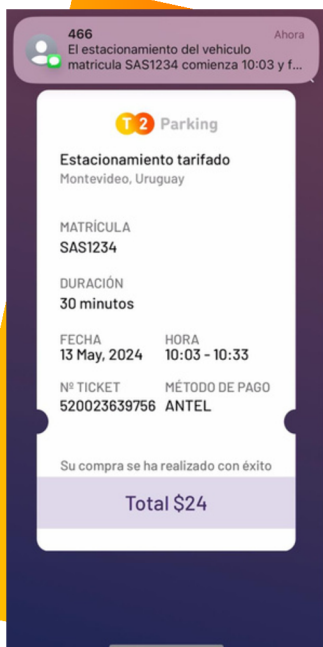 466 Ahora
El estacionamiento del vehiculo
matricula SAS1234 comienza 10:03 y f...
T2 Parking
Estacionamiento tarifado
Montevideo, Uruguay
MATRÍCULA
SAS1234
DURACIÓN
30 minutos
FECHA HORA
13 May, 2024 10:03 - 10:33
Nº TICKET MÉTODO DE PAGO
520023639756 ANTEL
Su compra se ha realizado con éxito
Total $24